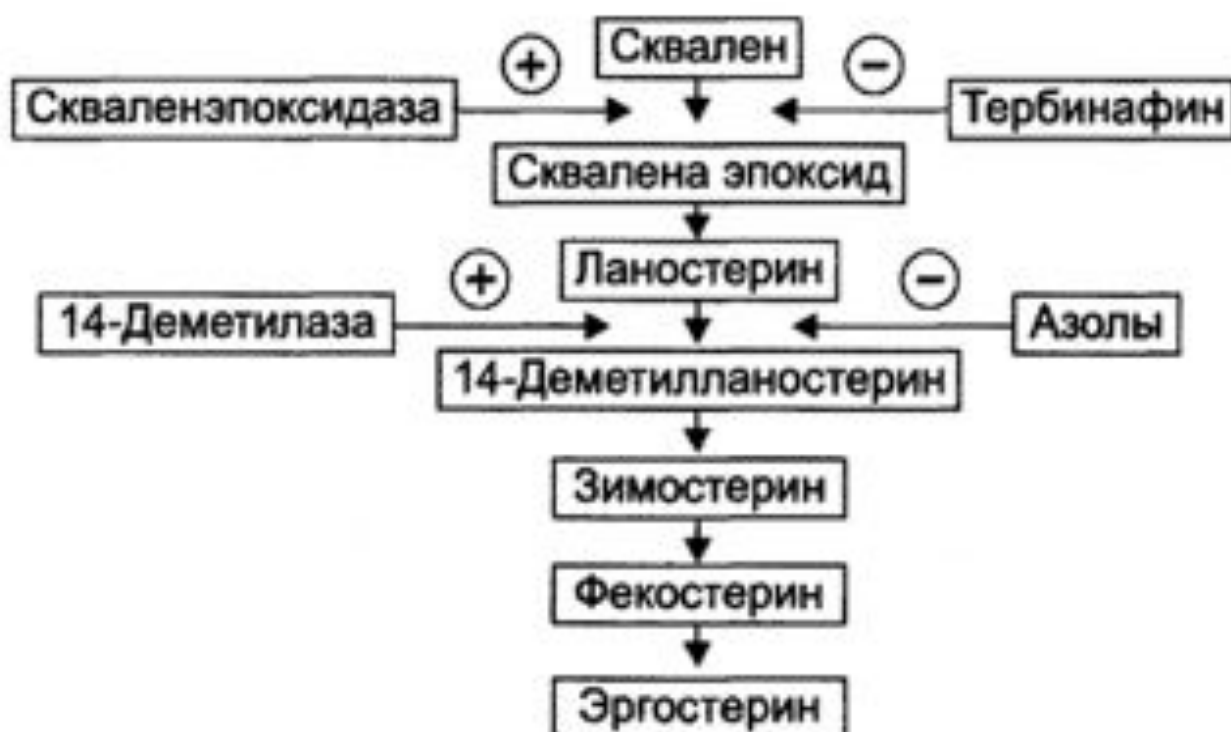 Сквален
+
−
Скваленэпоксидаза
Тербинафин
Сквалена эпоксид
Ланостерин
+
−
14-Деметилаза
Азолы
14-Деметилланостерин
Зимостерин
Фекостерин
Эргостерин